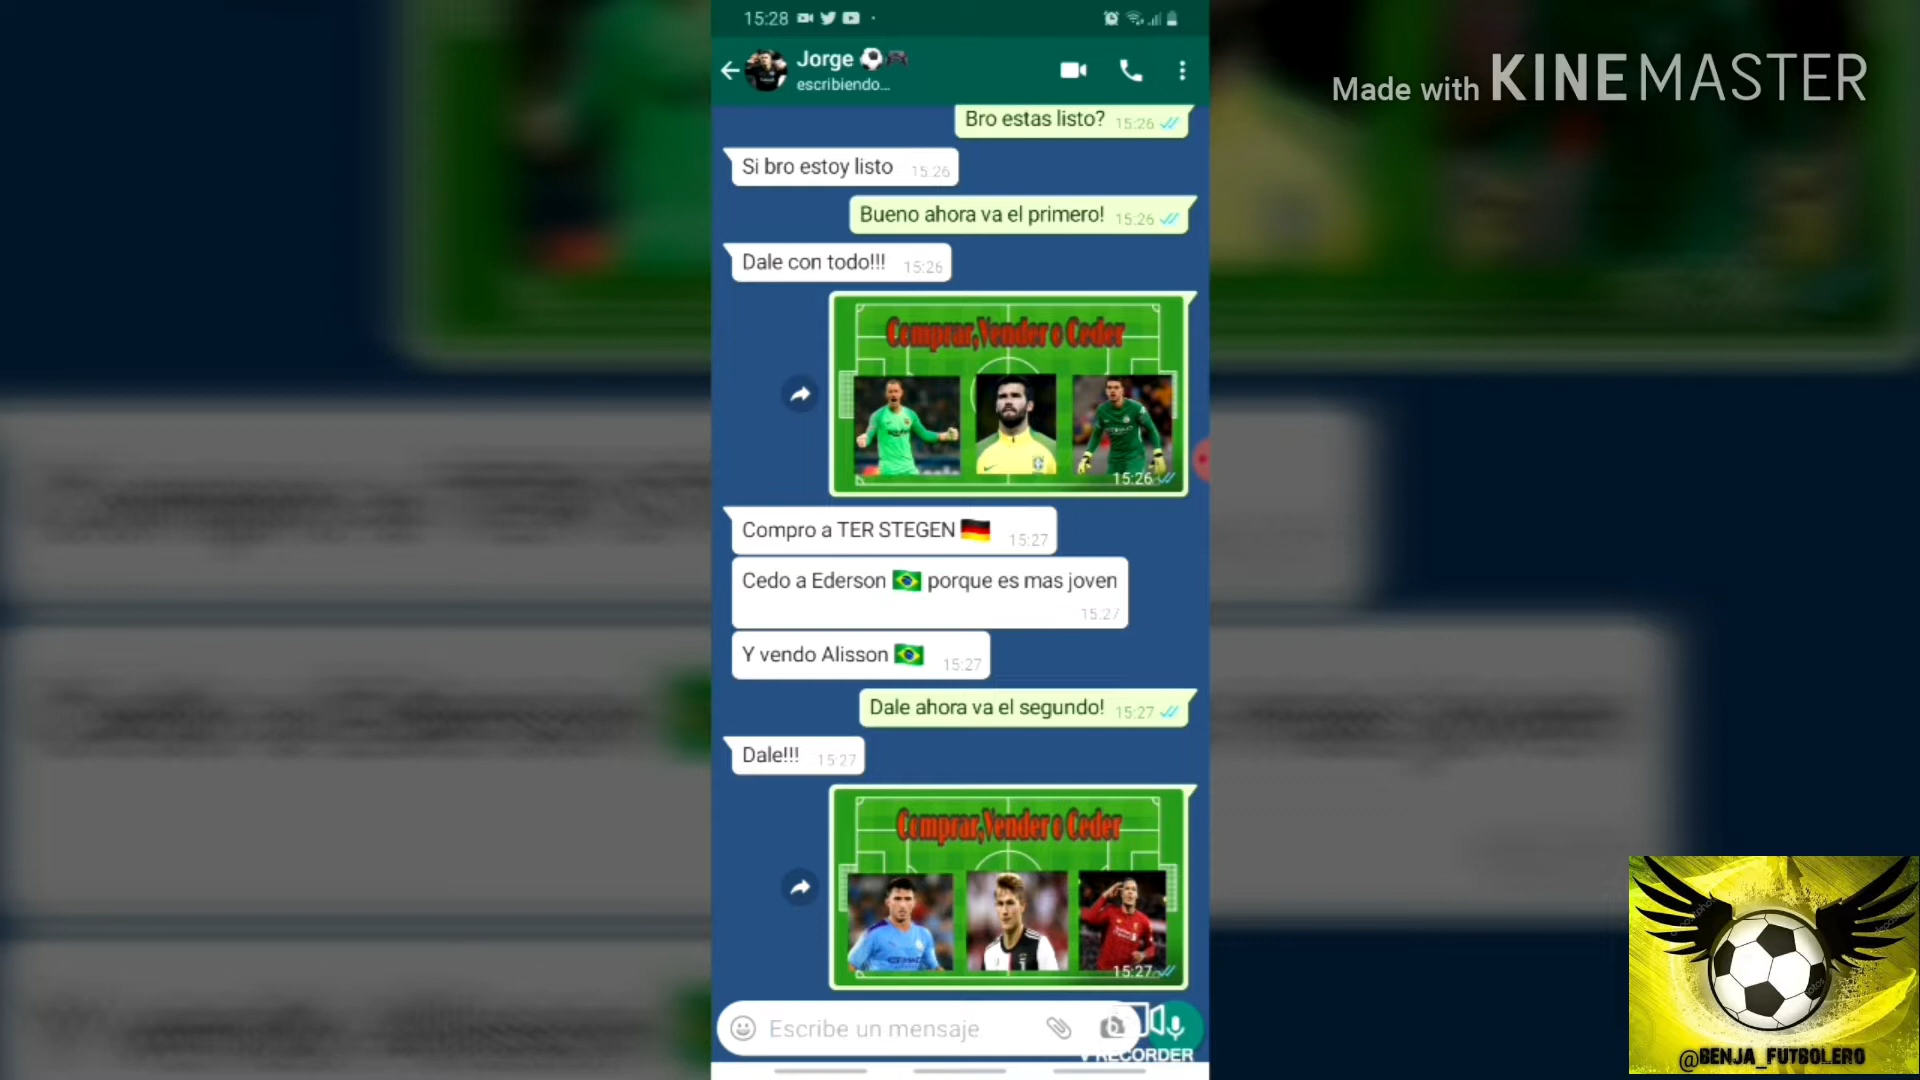 15:28
Made with KINEMASTER
Jorge
escribiendo...
Bro estas listo? 15:26
Si bro estoy listo 15:26
Bueno ahora va el primero! 15:26
Dale con todo!!! 15:26
Comprar,Vender o Ceder
15:26
Compro a TER STEGEN 15:27
Cedo a Ederson porque es mas joven
15:27
Y vendo Alisson 15:27
Dale ahora va el segundo! 15:27
Dale!!! 15:27
Comprar,Vender o Ceder
15:27
Escribe un mensaje
V RECORDER
@BENJA_FUTBOLERO